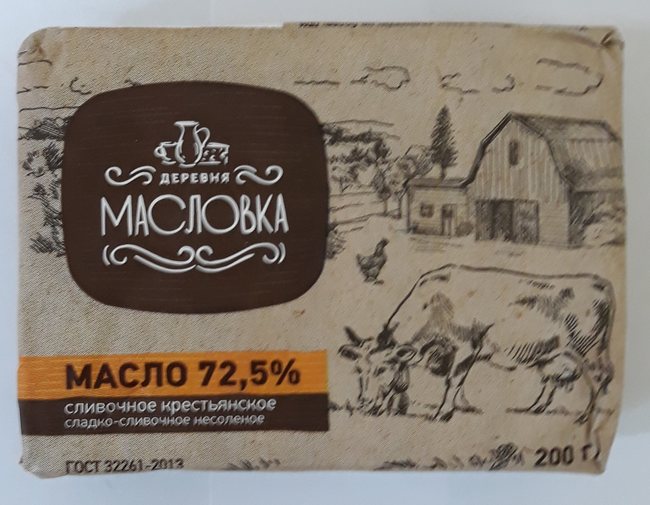 ДЕРЕВНЯ
МАСЛОВКА
МАСЛО 72,5%
сливочное крестьянское
сладко-сливочное несоленое
ГОСТ 32261-2013
200 г